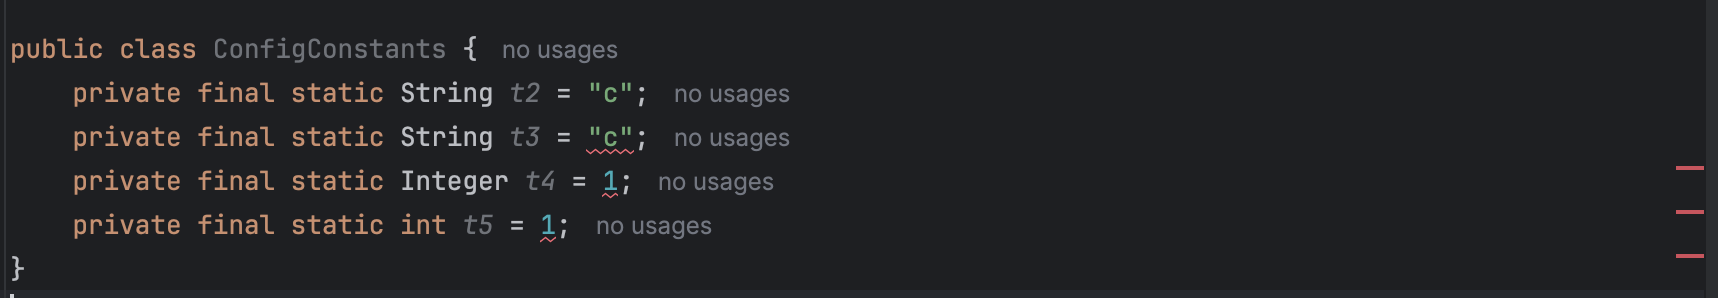 public class ConfigConstants { no usages
private final static String t2 = "c"; no usages
private final static String t3 = "c"; no usages
private final static Integer t4 = 1; no usages
private final static int t5 = 1; no usages
}